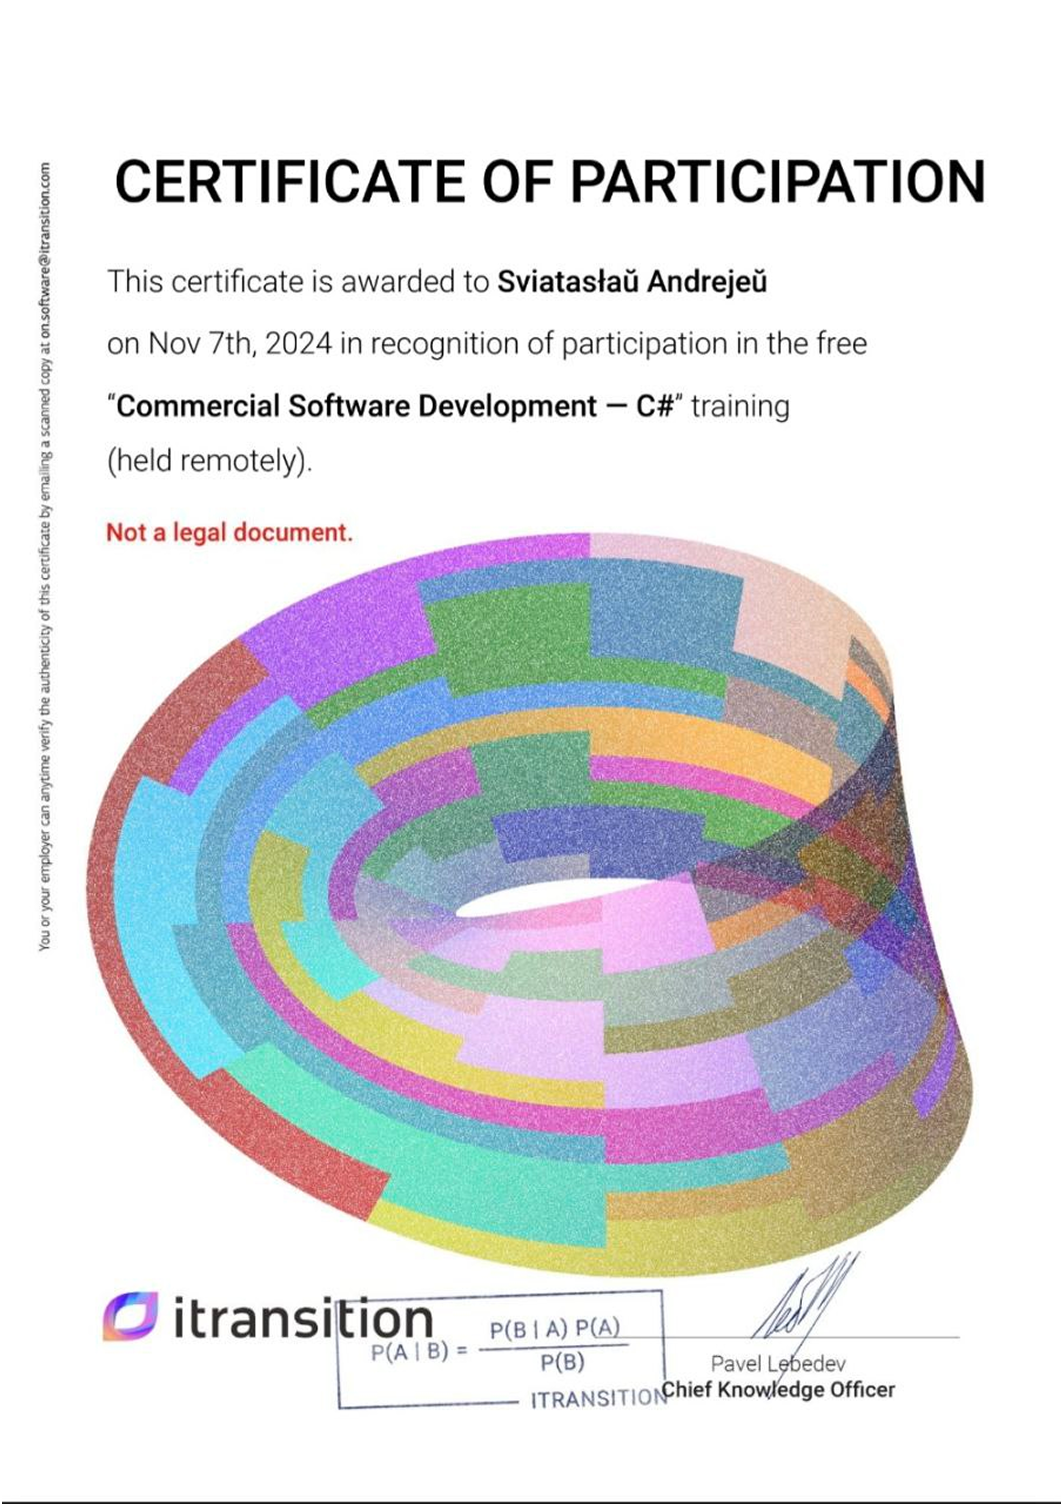 CERTIFICATE OF PARTICIPATION
This certificate is awarded to Sviatasłaŭ Andrejeŭ
on Nov 7th, 2024 in recognition of participation in the free
“Commercial Software Development — C#” training
(held remotely).
Not a legal document.
You or your employer can anytime verify the authenticity of this certificate by emailing a scanned copy at on.software@itransition.com
itransition
P(A | B) = P(B | A) P(A)
P(B)
ITRANSITION
Pavel Lebedev
Chief Knowledge Officer